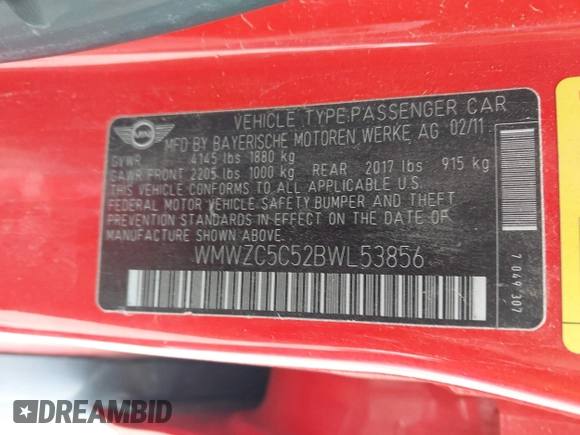 MINI
VEHICLE TYPE:PASSENGER CAR
MFD BY BAYERISCHE MOTOREN WERKE AG 02/11
GVWR 4145 lbs 1880 kg
GAWR FRONT 2205 lbs 1000 kg REAR 2017 lbs 915 kg
THIS VEHICLE CONFORMS TO ALL APPLICABLE U.S.
FEDERAL MOTOR VEHICLE,SAFETY,BUMPER AND THEFT
PREVENTION STANDARDS IN EFFECT ON THE DATE OF
MANUFACTURE SHOWN ABOVE.
WMWZC5C52BWL53856
7 049 307
DREAMBID